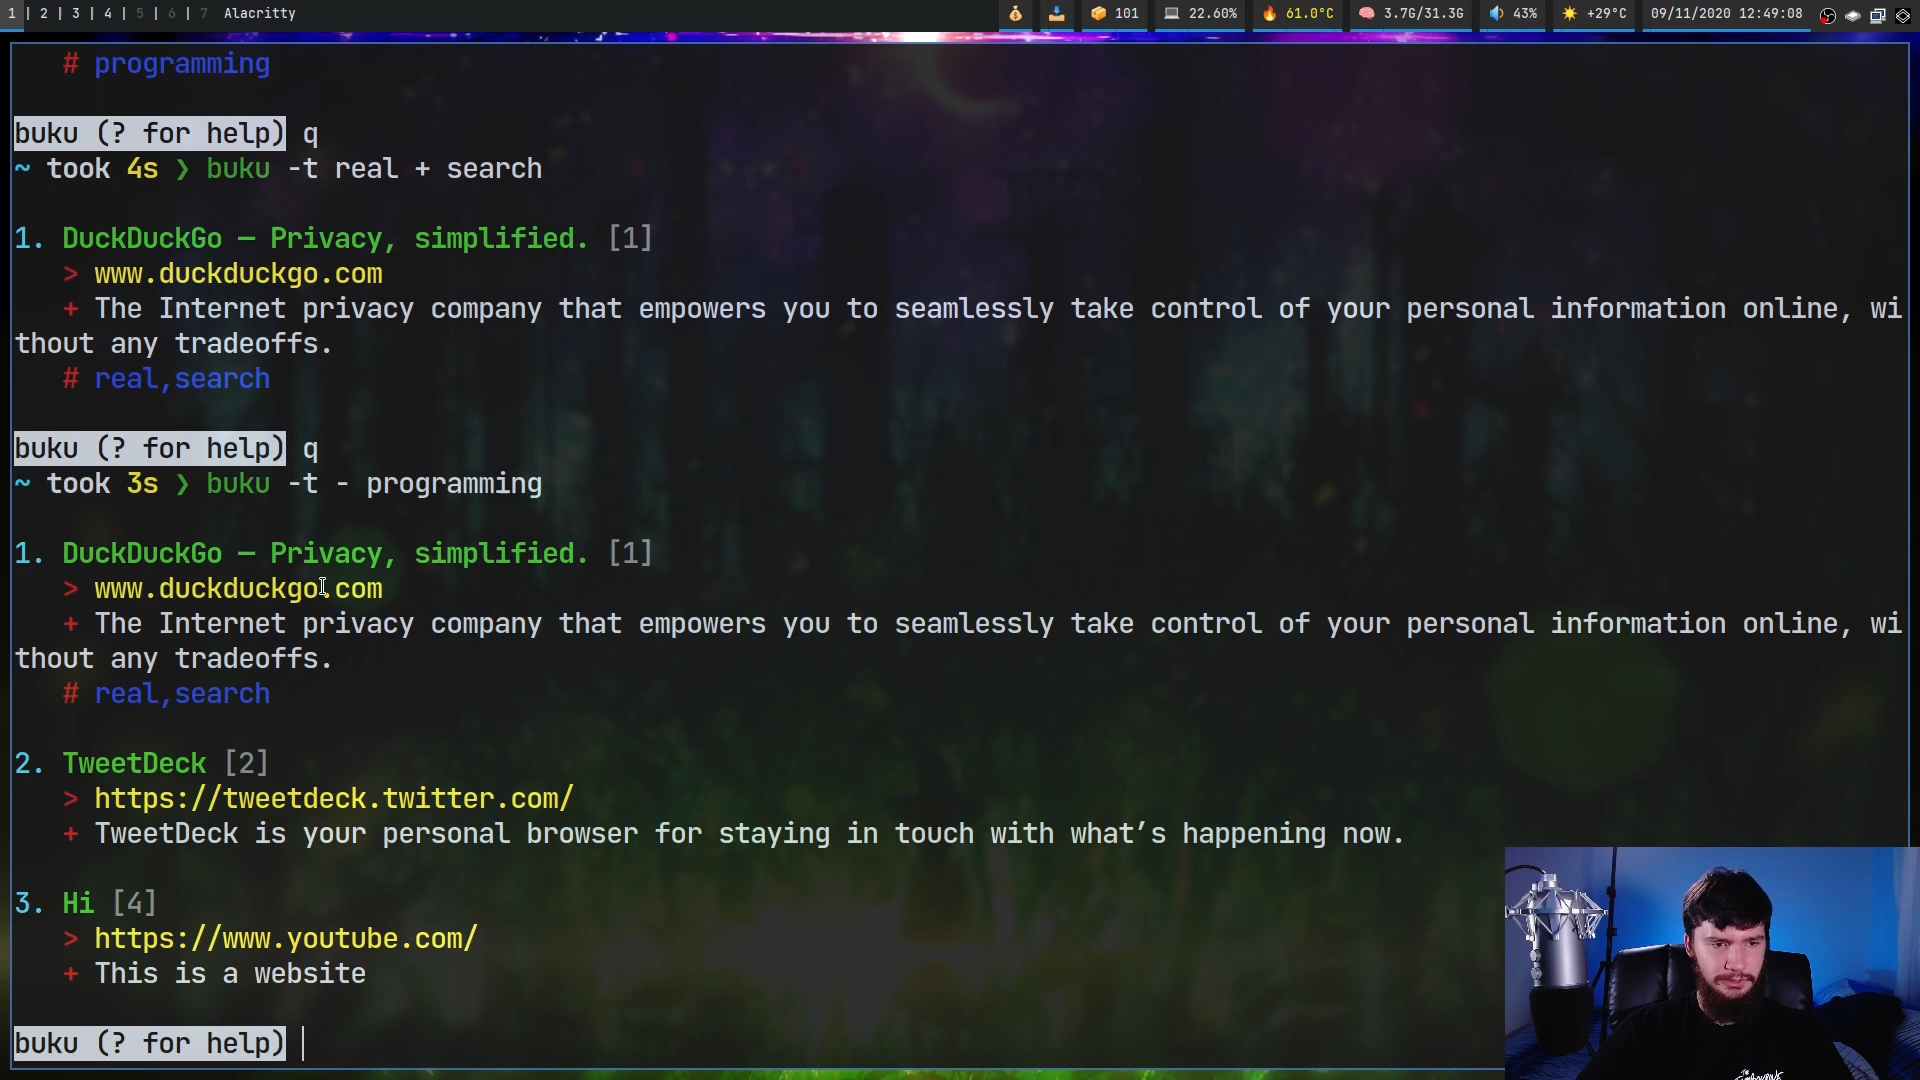 1 | 2 | 3 | 4 | 5 | 6 | 7 Alacritty 101 22.60% 61.0°C 3.7G/31.3G 43% +29°C 09/11/2020 12:49:08
# programming
buku (? for help) q
~ took 4s ❯ buku -t real + search
1. DuckDuckGo — Privacy, simplified. [1]
> www.duckduckgo.com
+ The Internet privacy company that empowers you to seamlessly take control of your personal information online, wi
thout any tradeoffs.
# real,search
buku (? for help) q
~ took 3s ❯ buku -t - programming
1. DuckDuckGo — Privacy, simplified. [1]
> www.duckduckgo.com
+ The Internet privacy company that empowers you to seamlessly take control of your personal information online, wi
thout any tradeoffs.
# real,search
2. TweetDeck [2]
> https://tweetdeck.twitter.com/
+ TweetDeck is your personal browser for staying in touch with what’s happening now.
3. Hi [4]
> https://www.youtube.com/
+ This is a website
buku (? for help)